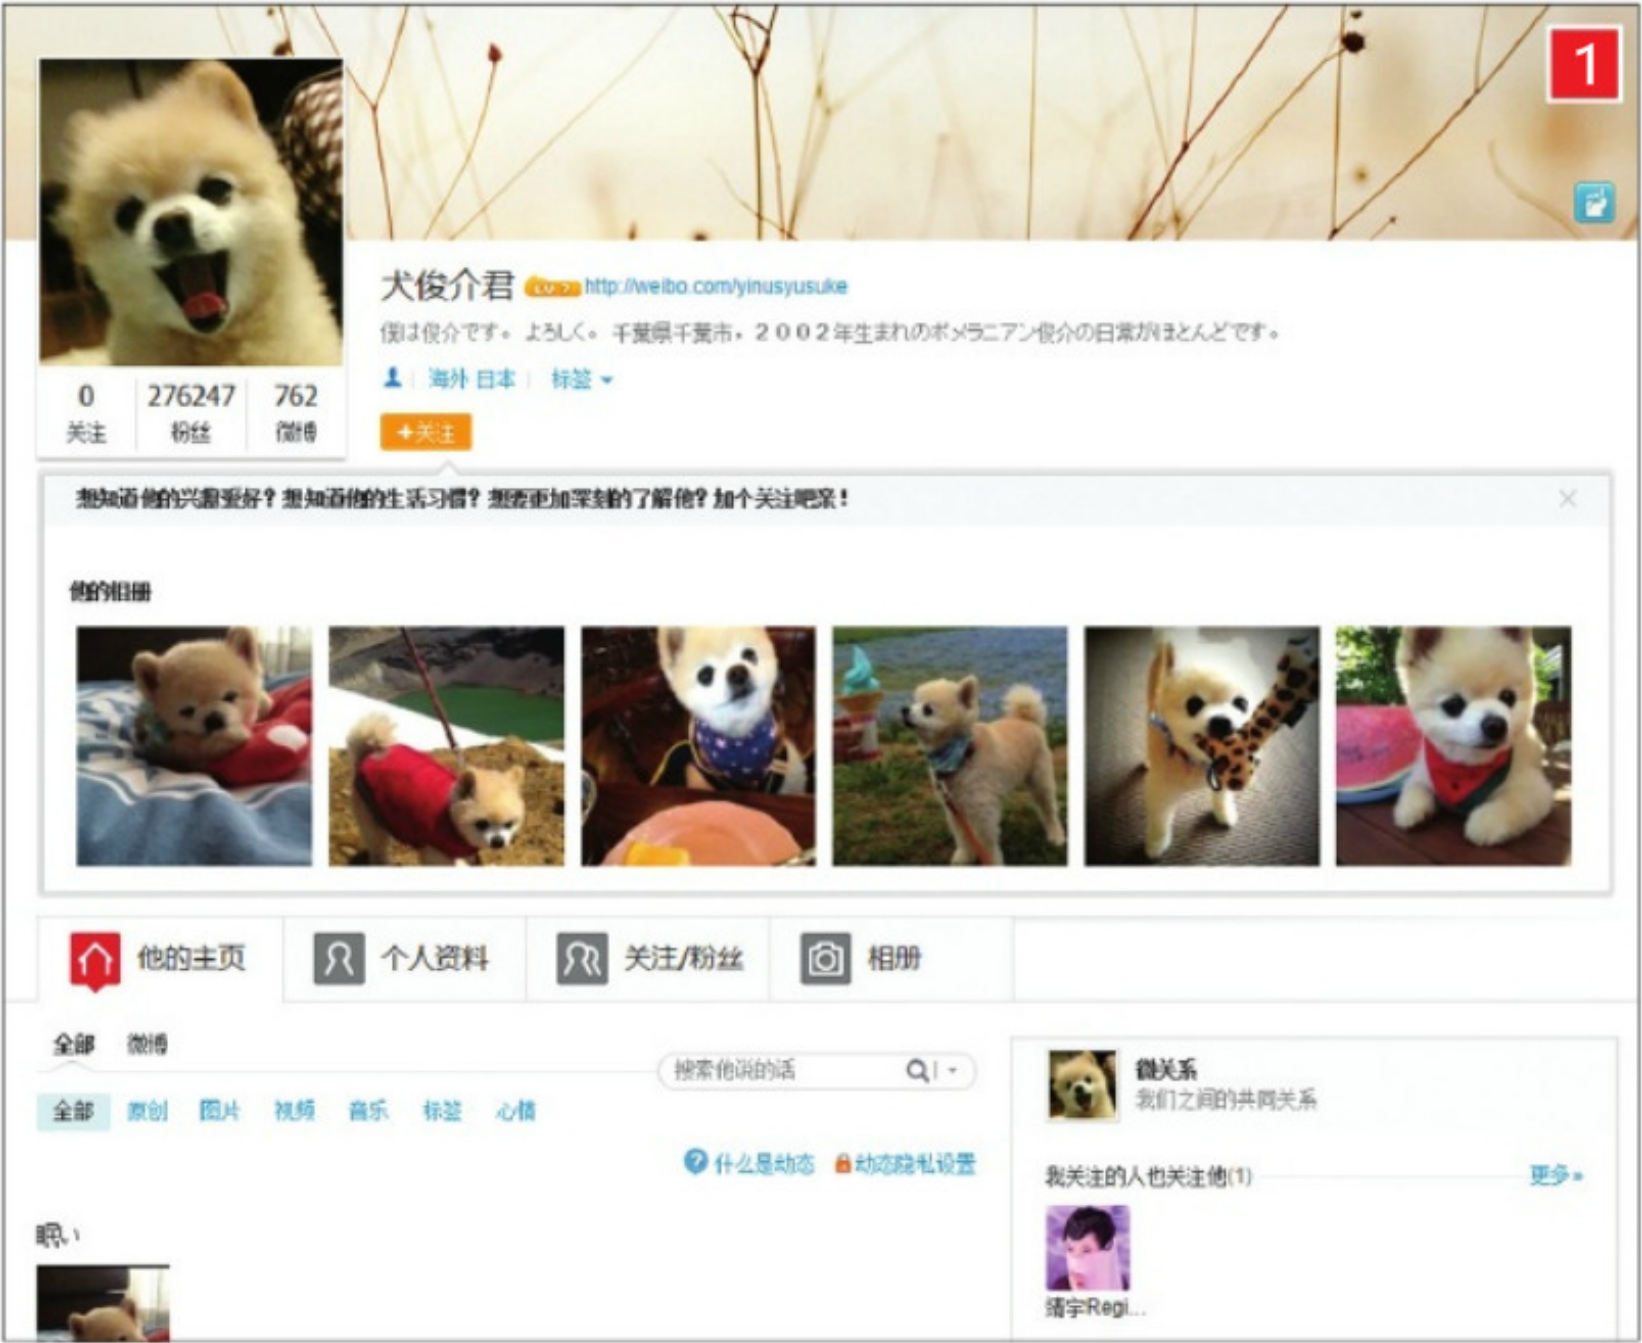 1
犬俊介君 LV 7 http://weibo.com/yinusyusuke
僕は俊介です。よろしく。千葉県千葉市，２００２年生まれのポメラニアン俊介の日常がほとんどです。
海外 日本 标签
0 276247 762
关注 粉丝 微博
+关注
想知道他的兴趣爱好？想知道他的生活习惯？想要更加深刻的了解他？加个关注吧亲！
他的相册
他的主页 个人资料 关注/粉丝 相册
全部 微博
搜索他说的话
全部 原创 图片 视频 音乐 标签 心情
什么是动态 动态隐私设置
眠い
微关系
我们之间的共同关系
我关注的人也关注他(1) 更多»
靖宇Regi...